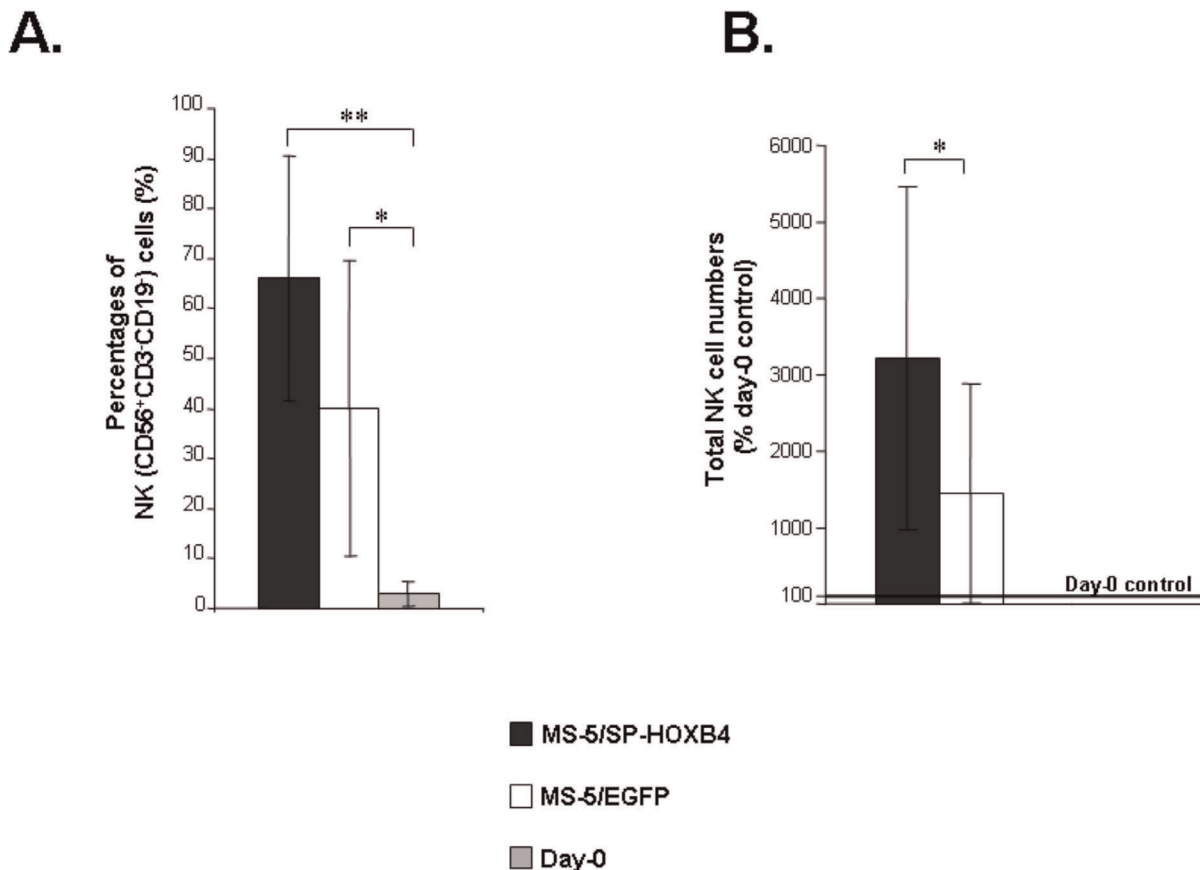 A.
B.
Percentages of
NK (CD56⁺CD3⁻CD19⁻) cells (%)
100
90
80
70
60
50
40
30
20
10
0
**
*
Total NK cell numbers
(% day-0 control)
6000
5000
4000
3000
2000
1000
100
*
Day-0 control
MS-5/SP-HOXB4
MS-5/EGFP
Day-0